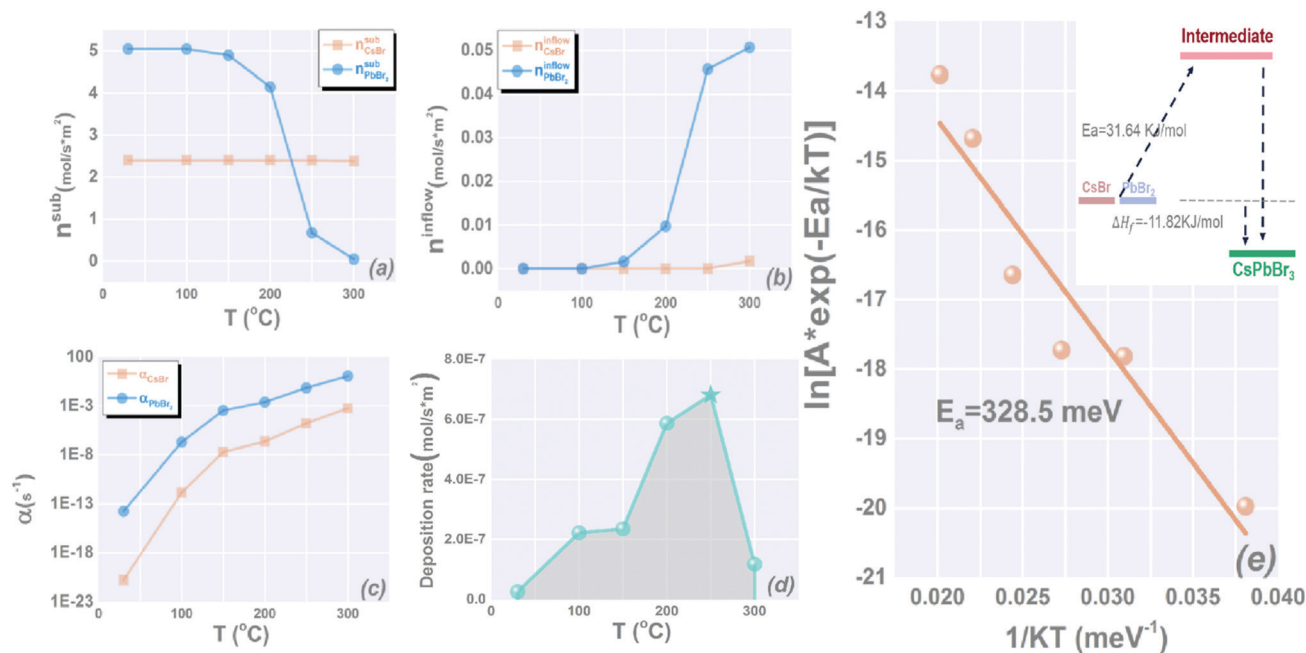 n^sub_CsBr
n^sub_PbBr2
n^sub(mol/s*m²)
5
4
3
2
1
0
0
100
200
300
T (°C)
(a)
n^inflow_CsBr
n^inflow_PbBr2
n^inflow(mol/s*m²)
0.05
0.04
0.03
0.02
0.01
0.00
0
100
200
300
T (°C)
(b)
α_CsBr
α_PbBr2
α(s⁻¹)
100
1E-3
1E-8
1E-13
1E-18
1E-23
0
100
200
300
T (°C)
(c)
Deposition rate(mol/s*m²)
8.0E-7
6.0E-7
4.0E-7
2.0E-7
0.0
0
100
200
300
T (°C)
(d)
ln[A*exp(-Ea/kT)]
-13
-14
-15
-16
-17
-18
-19
-20
-21
0.020
0.025
0.030
0.035
0.040
1/KT (meV⁻¹)
Intermediate
Ea=31.64 KJ/mol
CsBr
PbBr₂
ΔH_f=-11.82KJ/mol
CsPbBr₃
E_a=328.5 meV
(e)